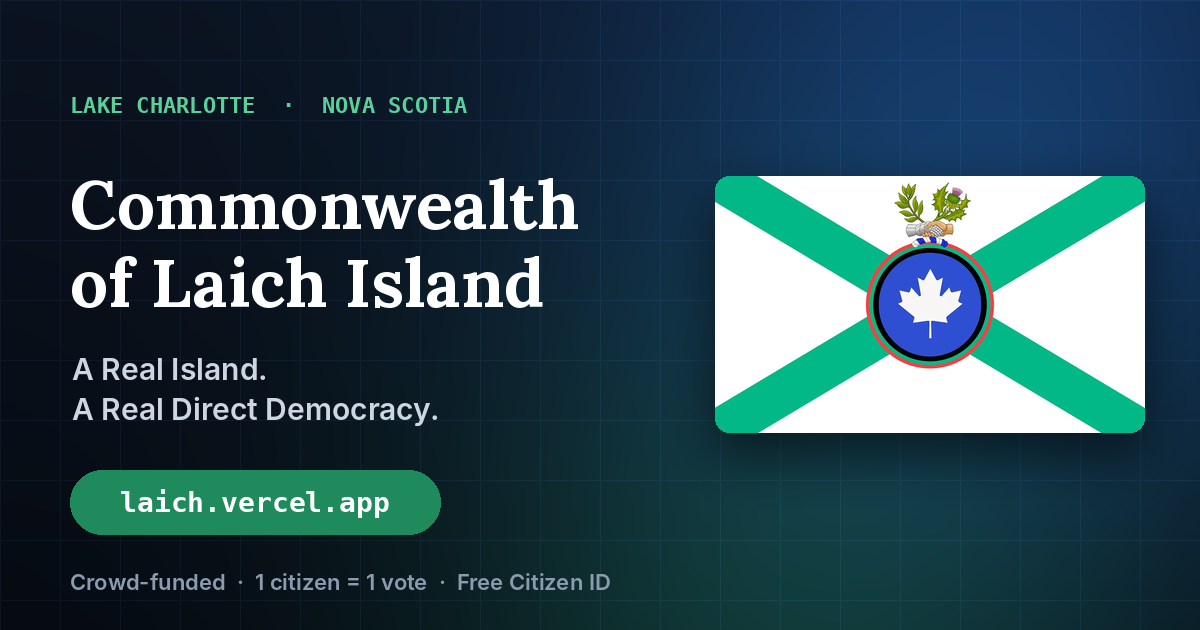 LAKE CHARLOTTE · NOVA SCOTIA
Commonwealth
of Laich Island
A Real Island.
A Real Direct Democracy.
laich.vercel.app
Crowd-funded · 1 citizen = 1 vote · Free Citizen ID